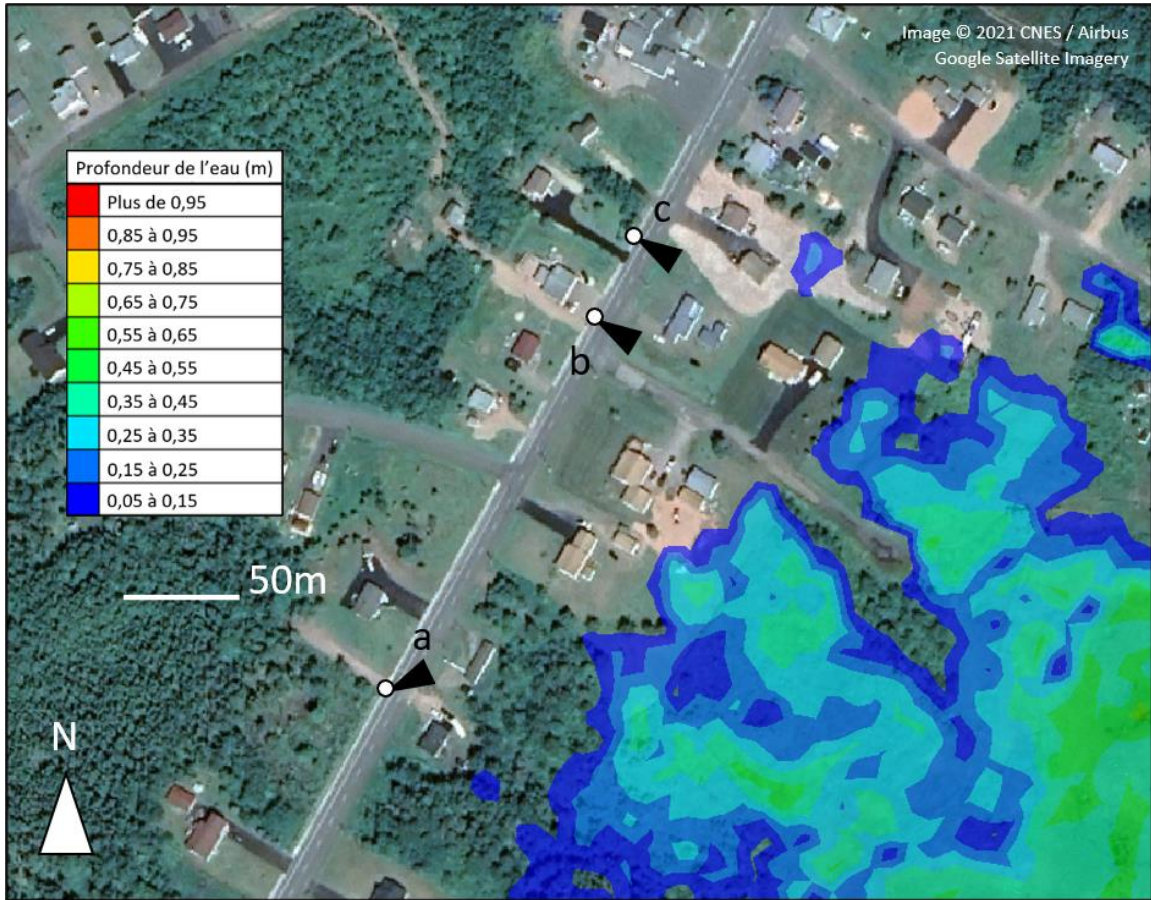 Image © 2021 CNES / Airbus
Google Satellite Imagery
Profondeur de l'eau (m)
Plus de 0,95
0,85 à 0,95
0,75 à 0,85
0,65 à 0,75
0,55 à 0,65
0,45 à 0,55
0,35 à 0,45
0,25 à 0,35
0,15 à 0,25
0,05 à 0,15
c
b
50m
a
N